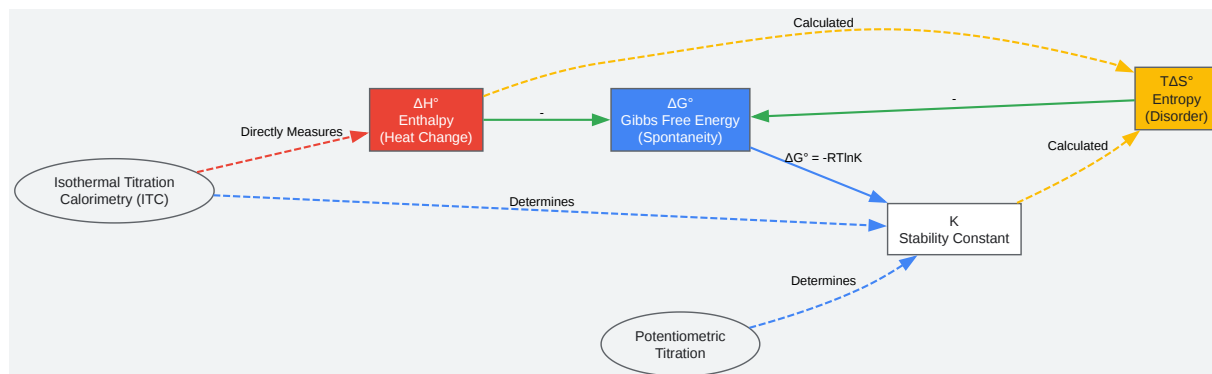 Calculated
TΔS°
Entropy
(Disorder)
ΔH°
Enthalpy
(Heat Change)
-
ΔG°
Gibbs Free Energy
(Spontaneity)
-
Directly Measures
Calculated
ΔG° = -RTlnK
Isothermal Titration
Calorimetry (ITC)
Determines
K
Stability Constant
Determines
Potentiometric
Titration